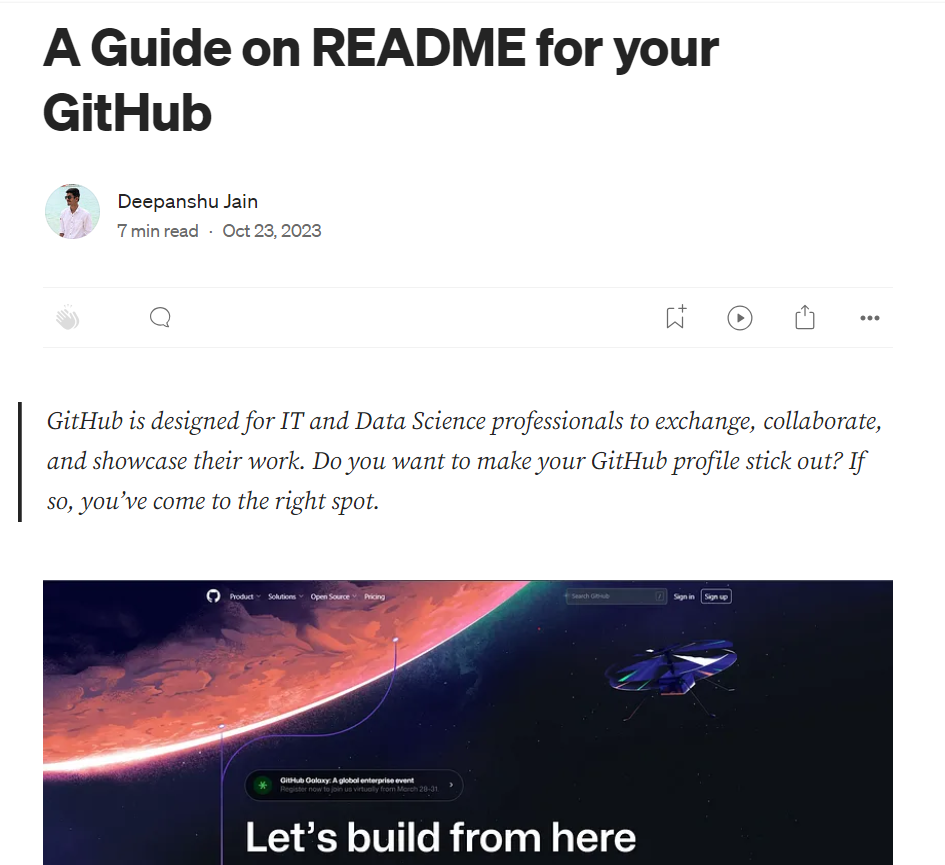 A Guide on README for your
GitHub
Deepanshu Jain
7 min read · Oct 23, 2023
GitHub is designed for IT and Data Science professionals to exchange, collaborate,
and showcase their work. Do you want to make your GitHub profile stick out? If
so, you’ve come to the right spot.
Product Solutions Open Source Pricing Search GitHub / Sign in Sign up
GitHub Galaxy: A global enterprise event
Register now to join us virtually from March 28-31.
Let’s build from here